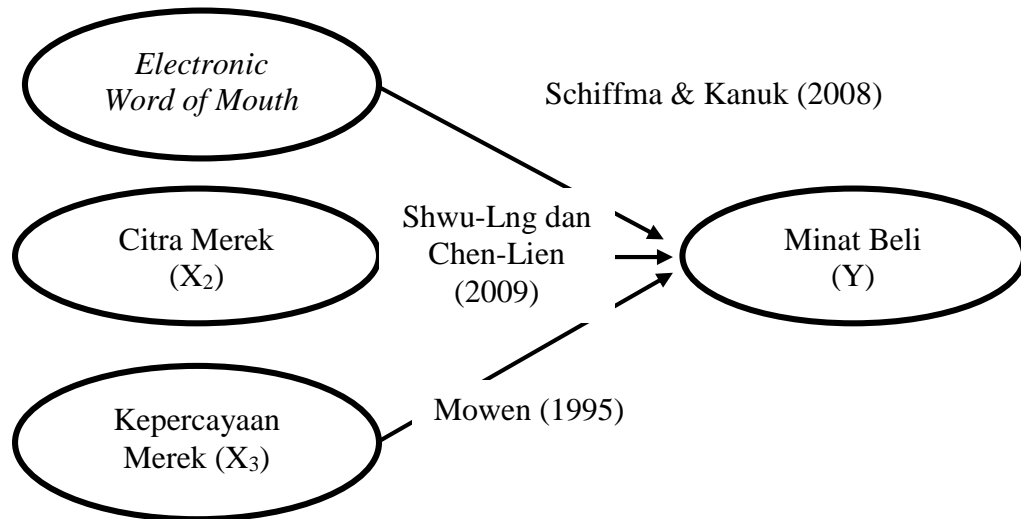 Electronic
Word of Mouth
Schiffma & Kanuk (2008)
Citra Merek
(X₂)
Shwu-Lng dan
Chen-Lien
(2009)
Minat Beli
(Y)
Kepercayaan
Merek (X₃)
Mowen (1995)